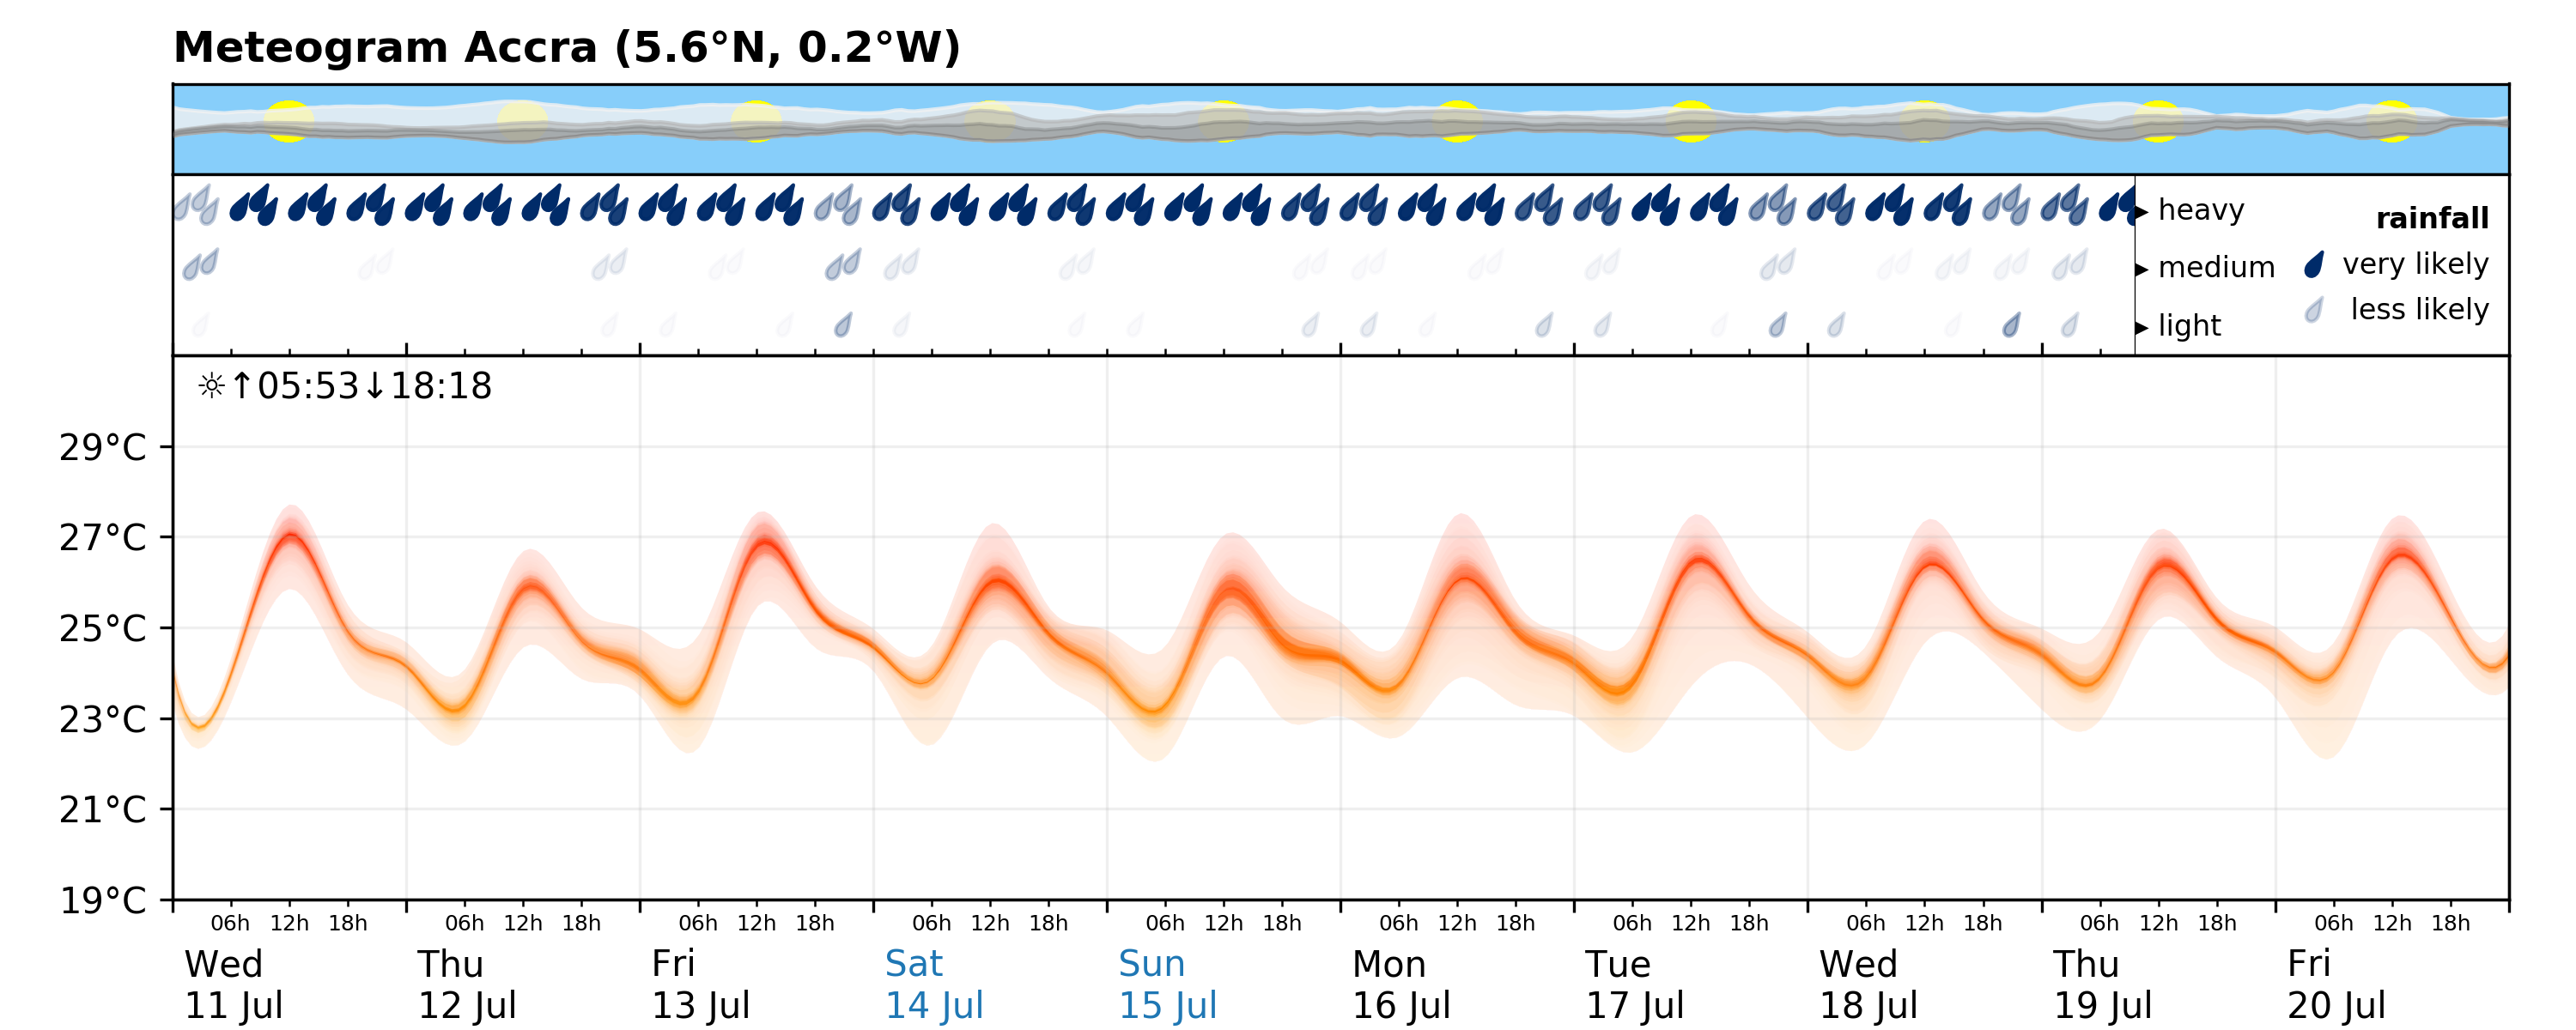 Meteogram Accra (5.6°N, 0.2°W)
▸ heavy
rainfall
▸ medium
very likely
▸ light
less likely
☼↑05:53↓18:18
29°C
27°C
25°C
23°C
21°C
19°C
06h 12h 18h 06h 12h 18h 06h 12h 18h 06h 12h 18h 06h 12h 18h 06h 12h 18h 06h 12h 18h 06h 12h 18h 06h 12h 18h 06h 12h 18h
Wed Thu Fri Sat Sun Mon Tue Wed Thu Fri
11 Jul 12 Jul 13 Jul 14 Jul 15 Jul 16 Jul 17 Jul 18 Jul 19 Jul 20 Jul